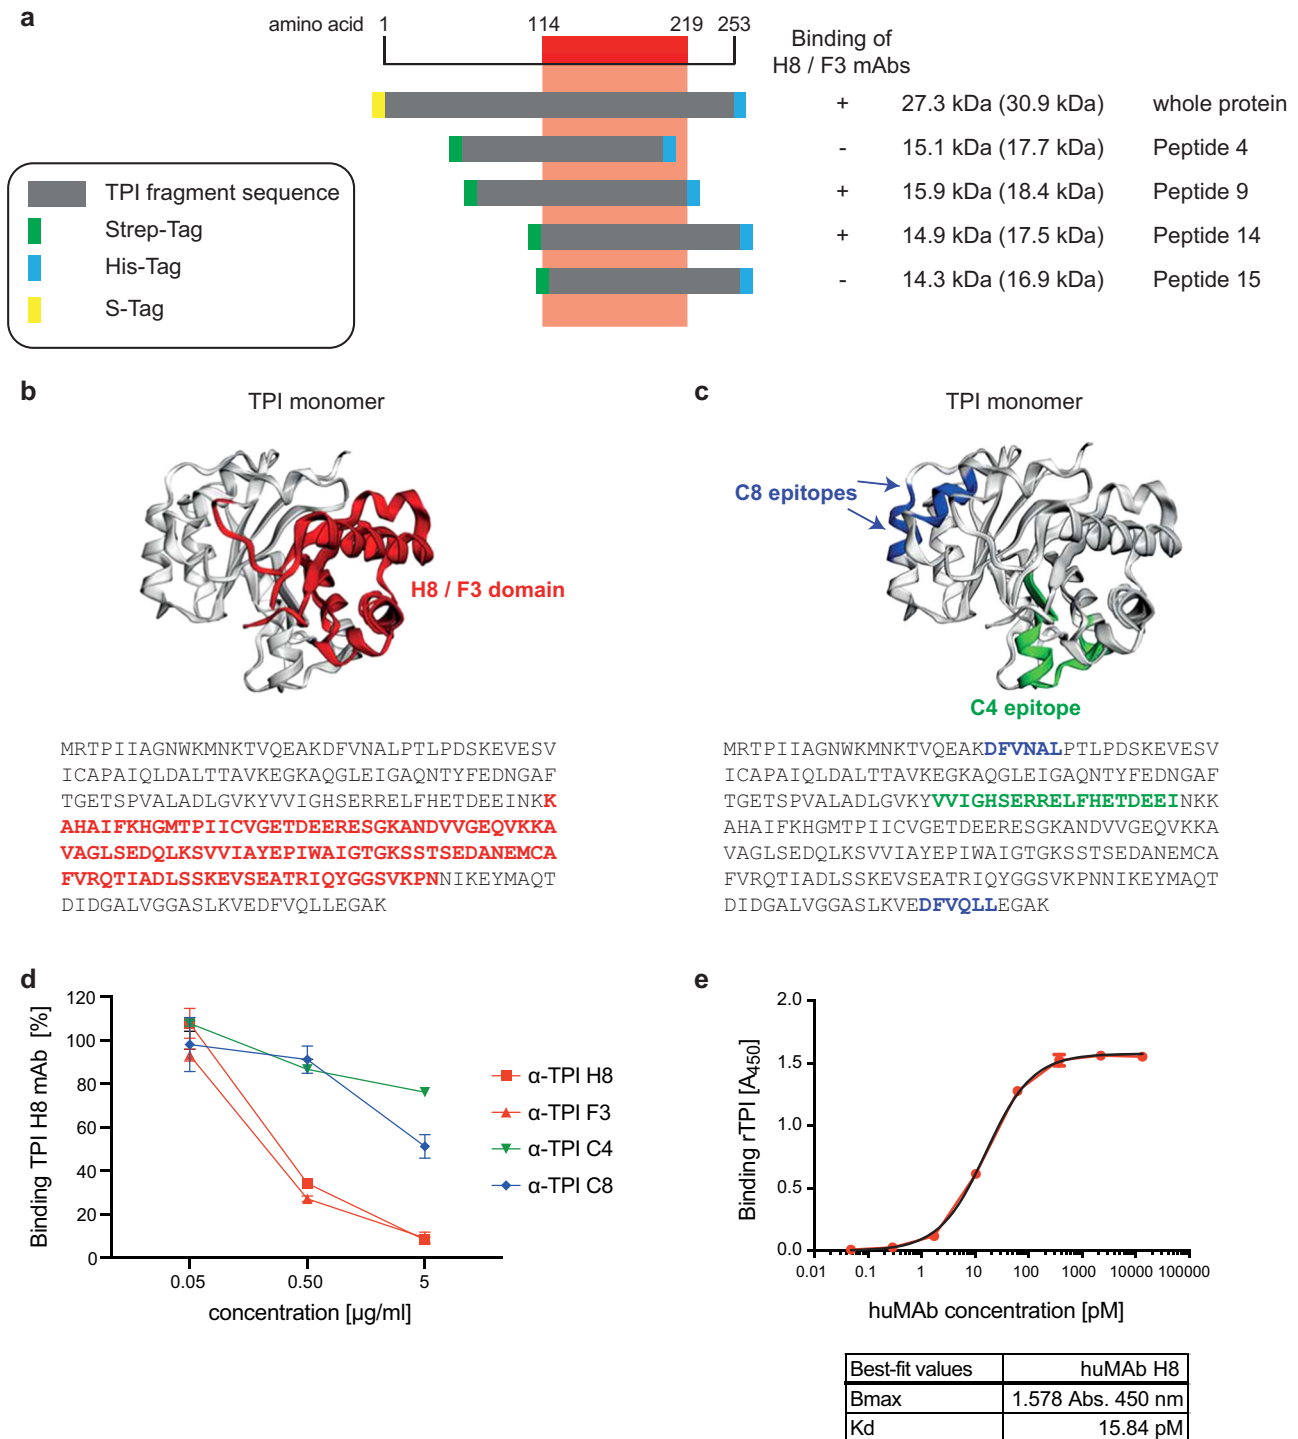 a
amino acid 1 114 219 253
Binding of
H8 / F3 mAbs
+ 27.3 kDa (30.9 kDa) whole protein
- 15.1 kDa (17.7 kDa) Peptide 4
+ 15.9 kDa (18.4 kDa) Peptide 9
+ 14.9 kDa (17.5 kDa) Peptide 14
- 14.3 kDa (16.9 kDa) Peptide 15
TPI fragment sequence
Strep-Tag
His-Tag
S-Tag
b
TPI monomer
H8 / F3 domain
MRTPIIAGNWKMNKTVQEAKDFVNALPTLPDSKEVESV
ICAPAIQLDALTTAVKEGKAQGLEIGAQNTYFEDNGAF
TGETSPVALADLGVKYVVIGHSERRELFHETDEEINKK
AHAIFKHGMTPIICVGETDEERESGKANDVVGEQVKKA
VAGLSEDQLKSVVIAYEPIWAIGTGKSSTSEDANEMCA
FVRQTIADLSSKEVSEATRIQYGGSVKPNNIKEYMAQT
DIDGALVGGASLKVEDFVQLLEGAK
c
TPI monomer
C8 epitopes
C4 epitope
MRTPIIAGNWKMNKTVQEAKDFVNALPTLPDSKEVESV
ICAPAIQLDALTTAVKEGKAQGLEIGAQNTYFEDNGAF
TGETSPVALADLGVKYVVIGHSERRELFHETDEEINKK
AHAIFKHGMTPIICVGETDEERESGKANDVVGEQVKKA
VAGLSEDQLKSVVIAYEPIWAIGTGKSSTSEDANEMCA
FVRQTIADLSSKEVSEATRIQYGGSVKPNNIKEYMAQT
DIDGALVGGASLKVEDFVQLLEGAK
d
Binding TPI H8 mAb [%]
120
100
80
60
40
20
0
0.05 0.50 5
concentration [µg/ml]
α-TPI H8
α-TPI F3
α-TPI C4
α-TPI C8
e
Binding rTPI [A450]
2.0
1.5
1.0
0.5
0.0
0.01 0.1 1 10 100 1000 10000 100000
huMAb concentration [pM]
Best-fit values huMAb H8
Bmax 1.578 Abs. 450 nm
Kd 15.84 pM